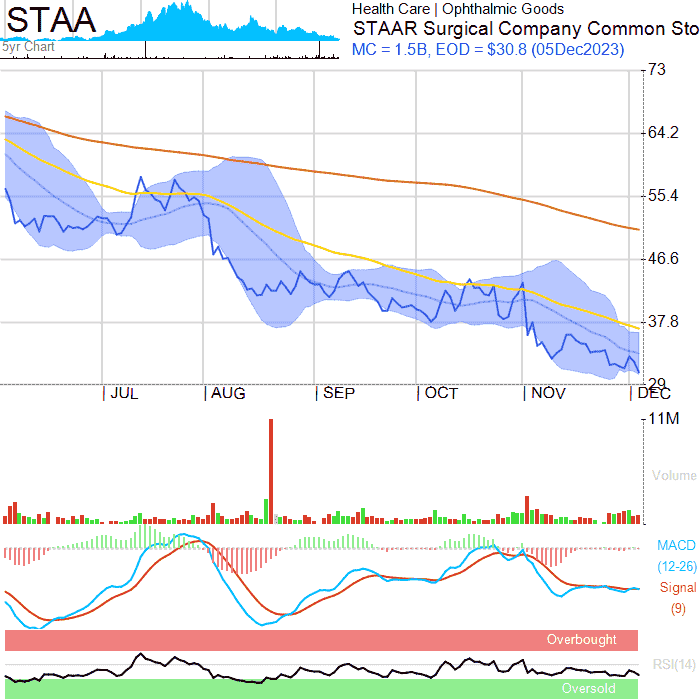 STAA
Health Care | Ophthalmic Goods
STAAR Surgical Company Common Sto
MC = 1.5B, EOD = $30.8 (05Dec2023)
5yr Chart
73
64.2
55.4
46.6
37.8
29
JUL
AUG
SEP
OCT
NOV
DEC
11M
Volume
MACD
(12-26)
Signal
(9)
Overbought
RSI(14)
Oversold